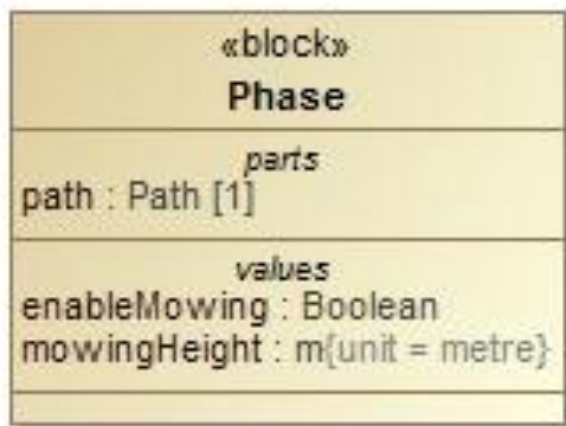 «block»
Phase
parts
path : Path [1]
values
enableMowing : Boolean
mowingHeight : m{unit = metre}